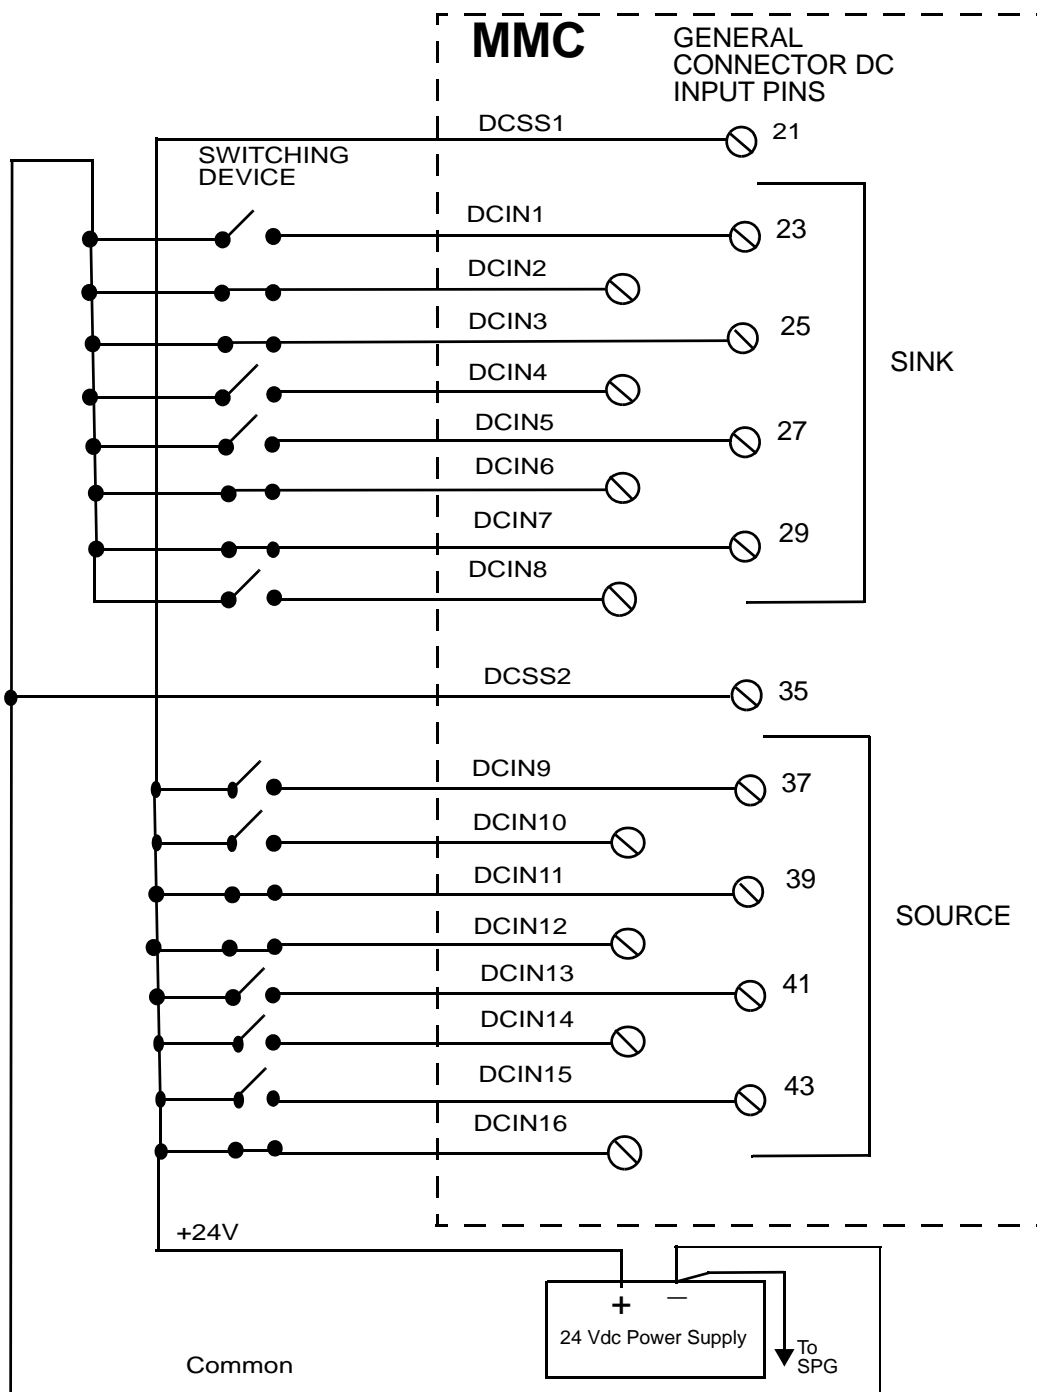 MMC
GENERAL
CONNECTOR DC
INPUT PINS
DCSS1
21
SWITCHING
DEVICE
DCIN1
23
DCIN2
DCIN3
25
SINK
DCIN4
DCIN5
27
DCIN6
DCIN7
29
DCIN8
DCSS2
35
DCIN9
37
DCIN10
DCIN11
39
SOURCE
DCIN12
DCIN13
41
DCIN14
DCIN15
43
DCIN16
+24V
+ _
24 Vdc Power Supply
To
SPG
Common